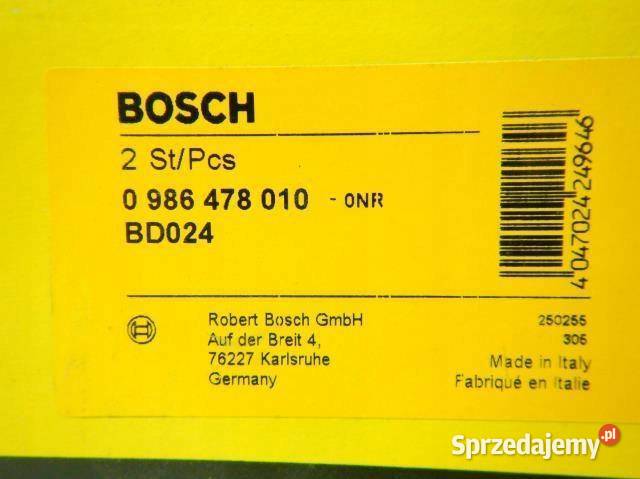 BOSCH
2 St/Pcs
0 986 478 010 - 0NR
BD024
4047024249646
Robert Bosch GmbH
Auf der Breit 4,
76227 Karlsruhe
Germany
250255
305
Made in Italy
Fabriqué en Italie
Sprzedajemy.pl